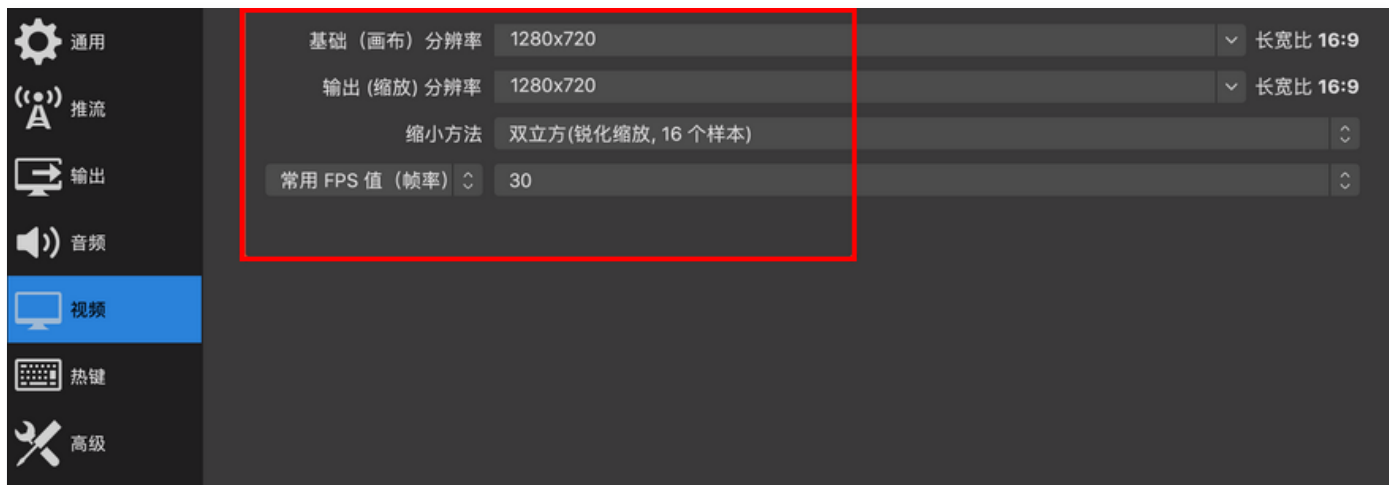 通用
推流
输出
音频
视频
热键
高级
基础（画布）分辨率 1280x720 长宽比 16:9
输出 (缩放) 分辨率 1280x720 长宽比 16:9
缩小方法 双立方(锐化缩放, 16 个样本)
常用 FPS 值（帧率） 30